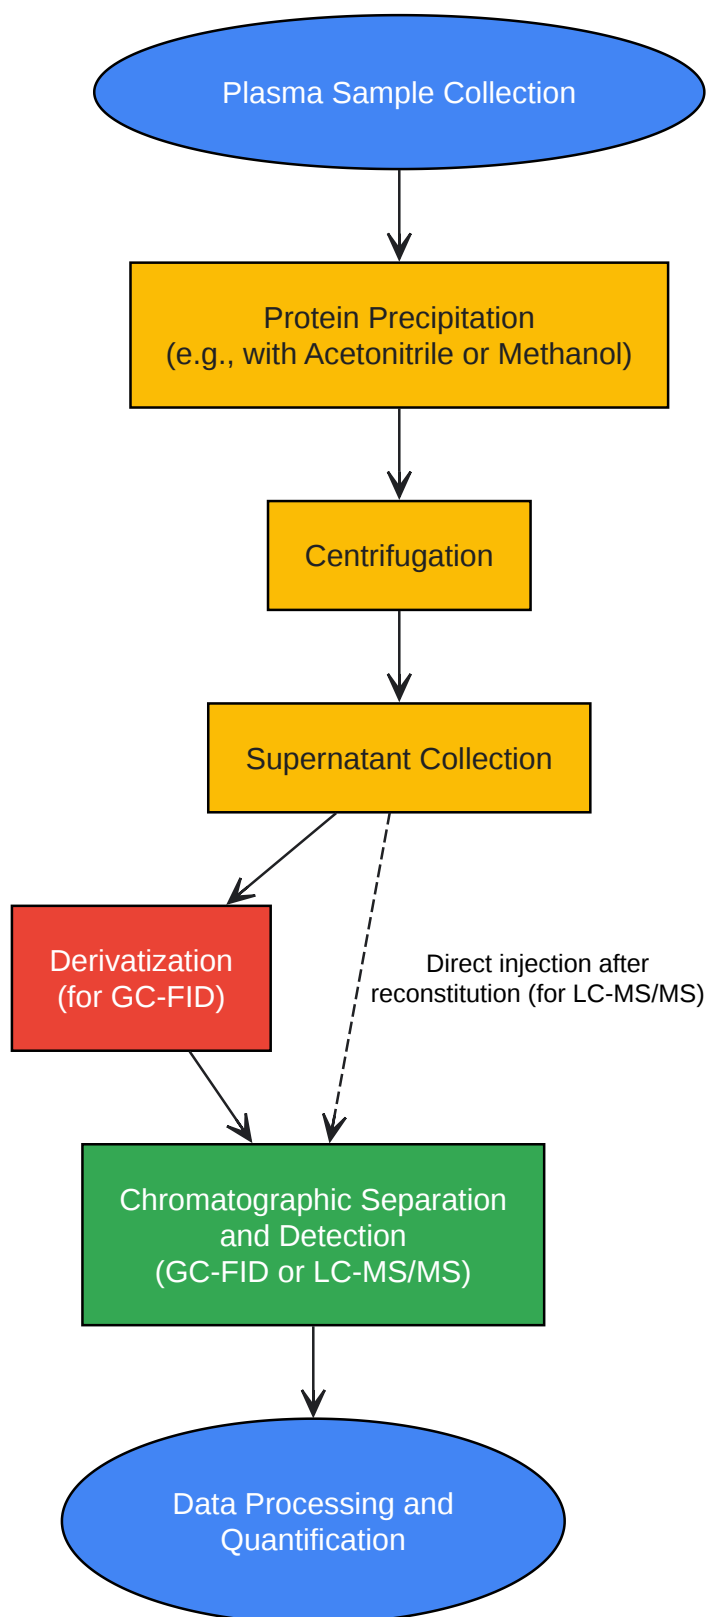 Plasma Sample Collection
Protein Precipitation
(e.g., with Acetonitrile or Methanol)
Centrifugation
Supernatant Collection
Derivatization
(for GC-FID)
Direct injection after
reconstitution (for LC-MS/MS)
Chromatographic Separation
and Detection
(GC-FID or LC-MS/MS)
Data Processing and
Quantification